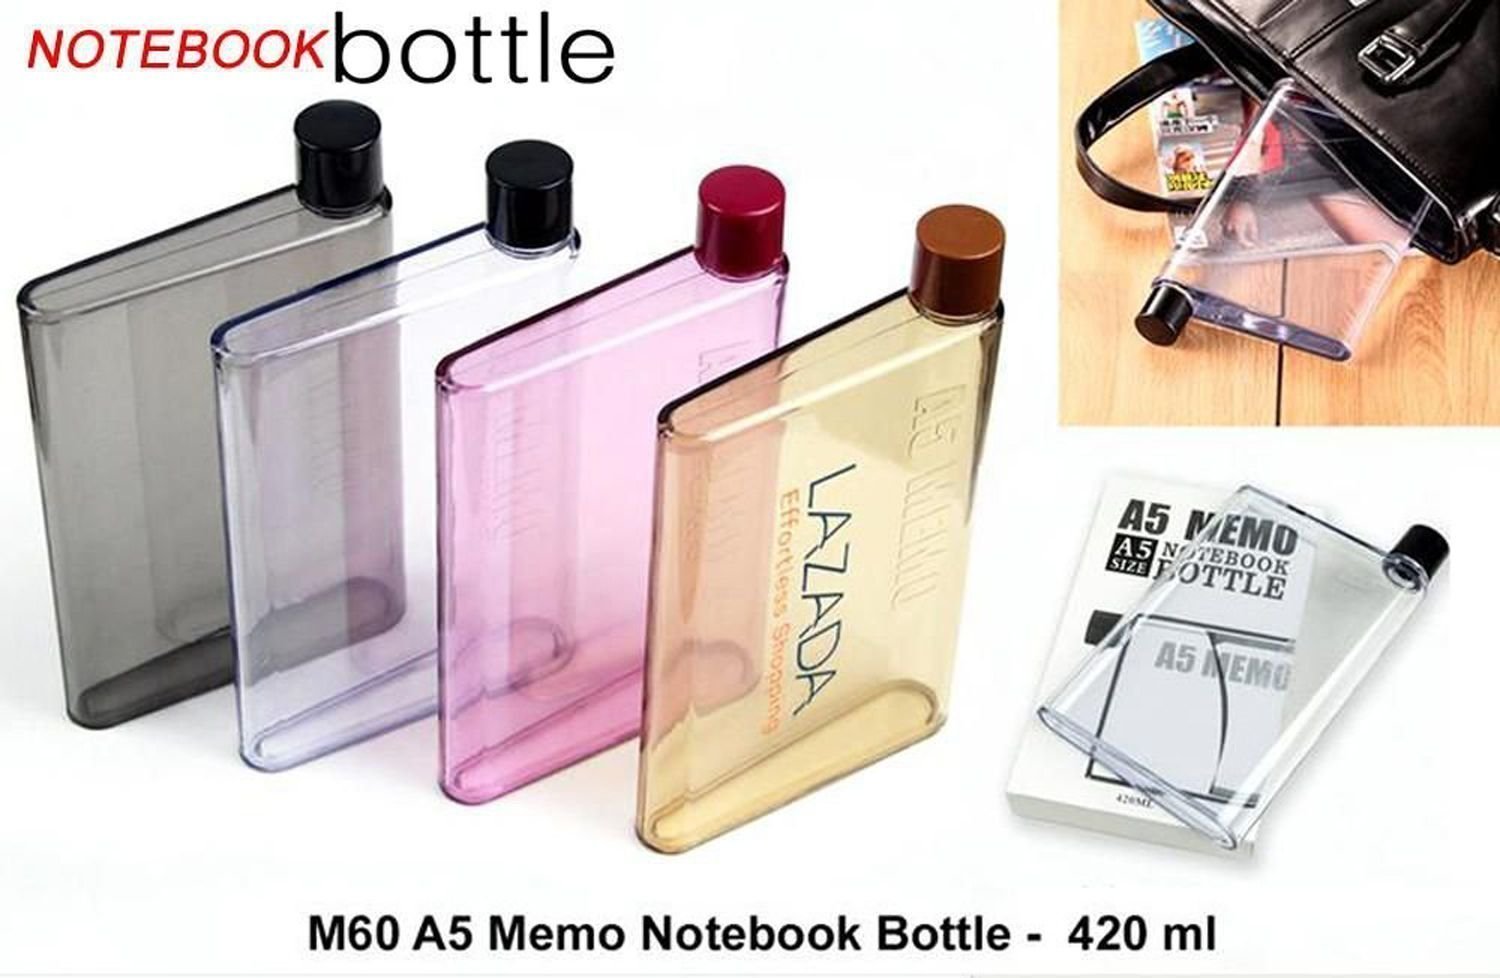 NOTEBOOKbottle
A5 MEMO
LAZADA
Effortless Shopping
A5 MEMO
A5 SIZE NOTEBOOK
BOTTLE
A5 MEMO
420ML
M60 A5 Memo Notebook Bottle - 420 ml